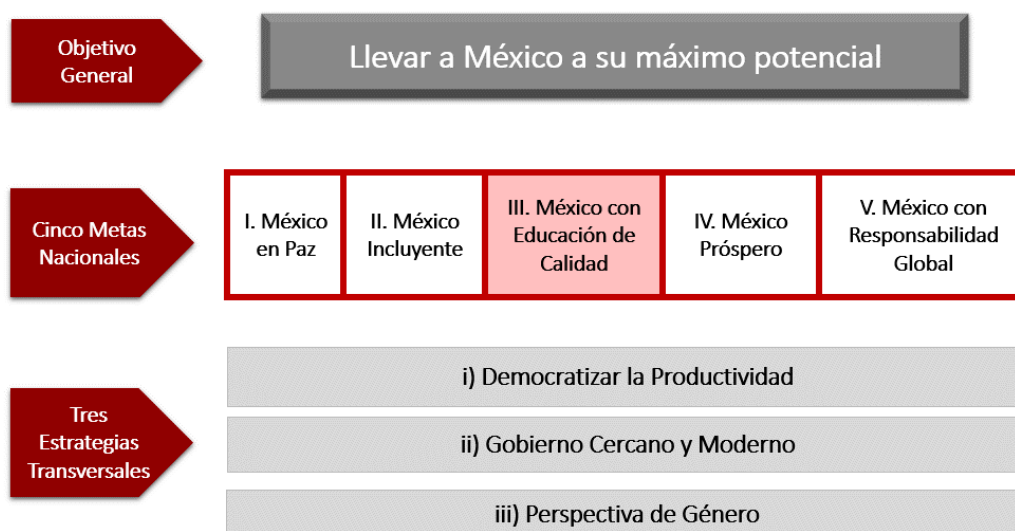 Objetivo
General
Llevar a México a su máximo potencial
Cinco Metas
Nacionales
I. México
en Paz
II. México
Incluyente
III. México con
Educación de
Calidad
IV. México
Próspero
V. México con
Responsabilidad
Global
Tres
Estrategias
Transversales
i) Democratizar la Productividad
ii) Gobierno Cercano y Moderno
iii) Perspectiva de Género